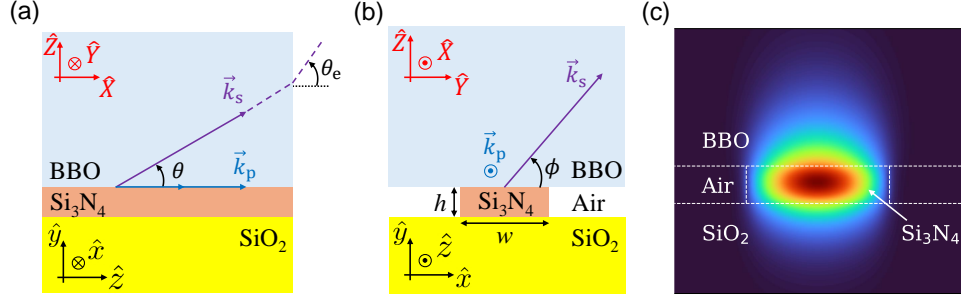 (a)
Ẑ
Ŷ
X̂
θₑ
k⃗ₛ
θ
k⃗ₚ
BBO
Si₃N₄
SiO₂
ŷ
x̂
ẑ
(b)
Ẑ
X̂
Ŷ
k⃗ₛ
k⃗ₚ
ϕ
BBO
h
Si₃N₄
Air
w
SiO₂
ŷ
ẑ
x̂
(c)
BBO
Air
SiO₂
Si₃N₄